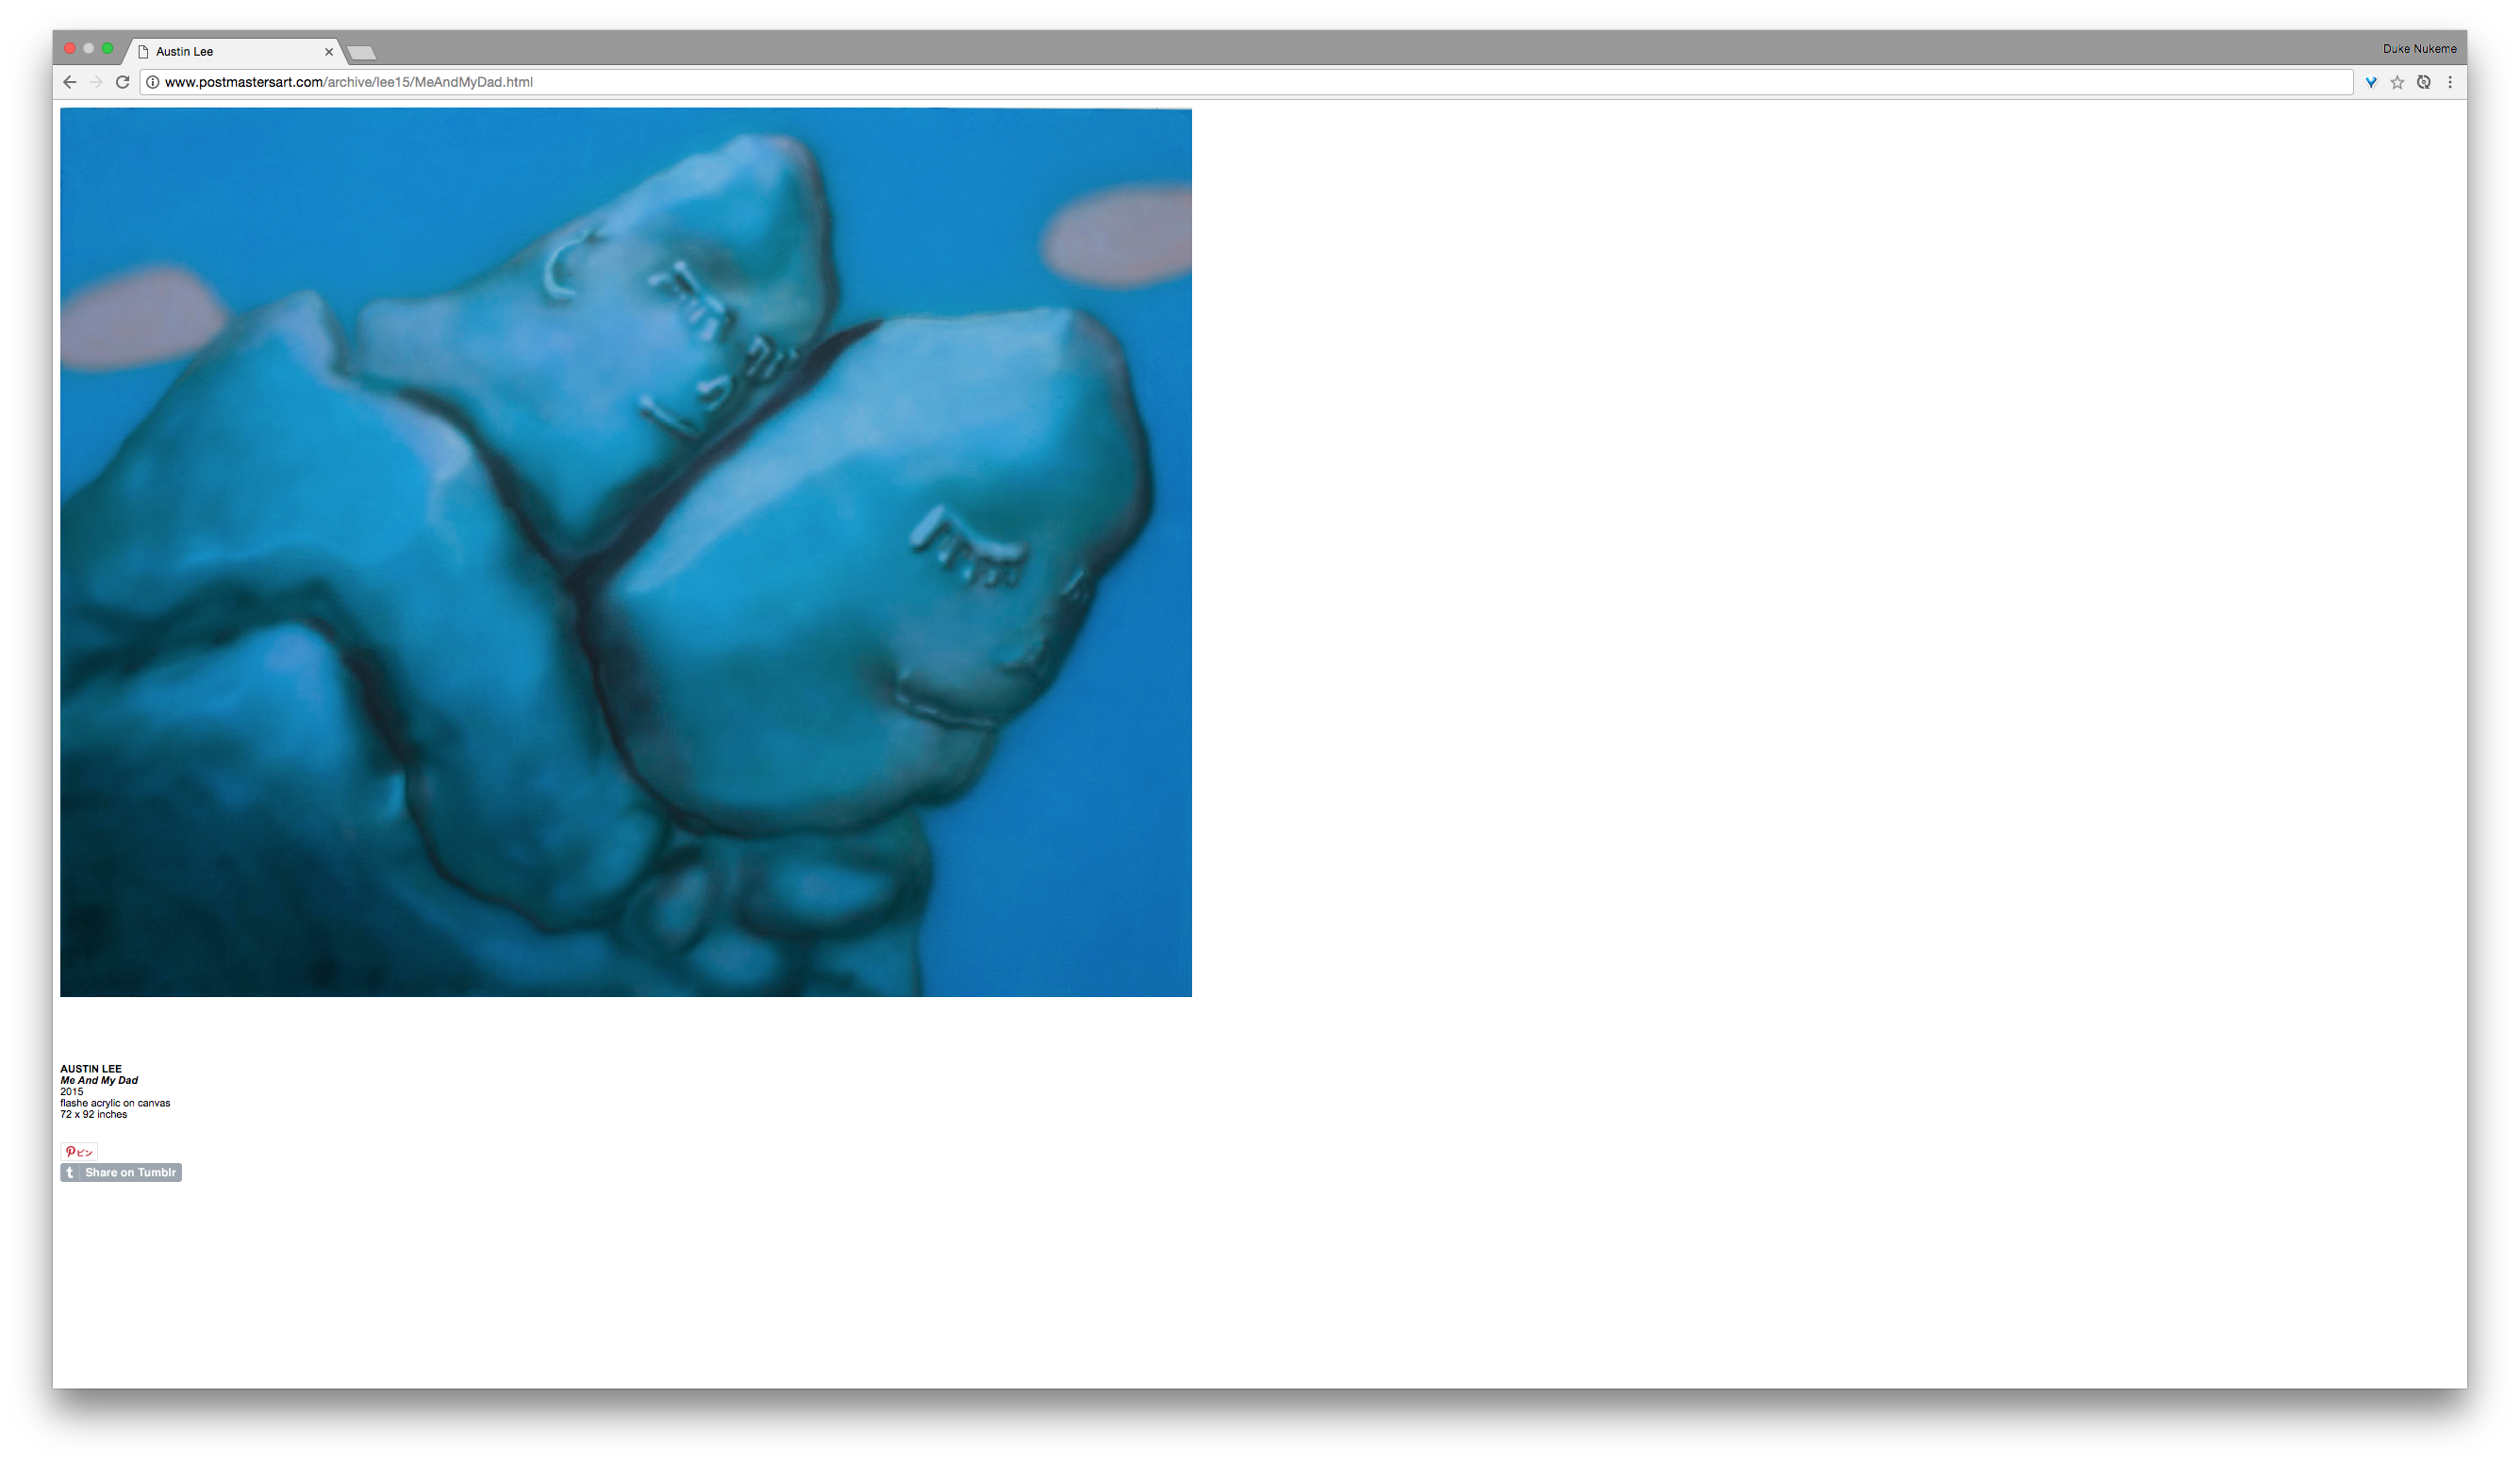 Austin Lee
Duke Nukeme
www.postmastersart.com/archive/lee15/MeAndMyDad.html
AUSTIN LEE
Me And My Dad
2015
flashe acrylic on canvas
72 x 92 inches
ピン
t Share on Tumblr